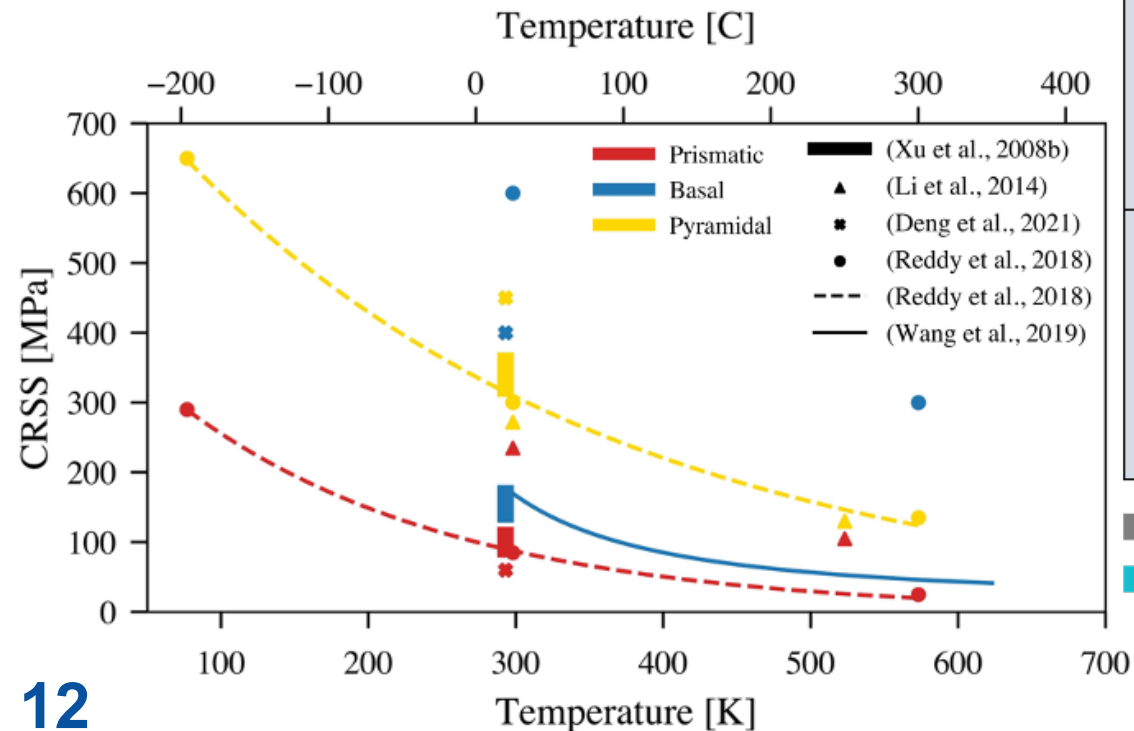 Temperature [C]
−200 −100 0 100 200 300 400
700
600
500
400
300
200
100
0
CRSS [MPa]
Prismatic
Basal
Pyramidal
(Xu et al., 2008b)
(Li et al., 2014)
(Deng et al., 2021)
(Reddy et al., 2018)
(Reddy et al., 2018)
(Wang et al., 2019)
100 200 300 400 500 600 700
Temperature [K]
12